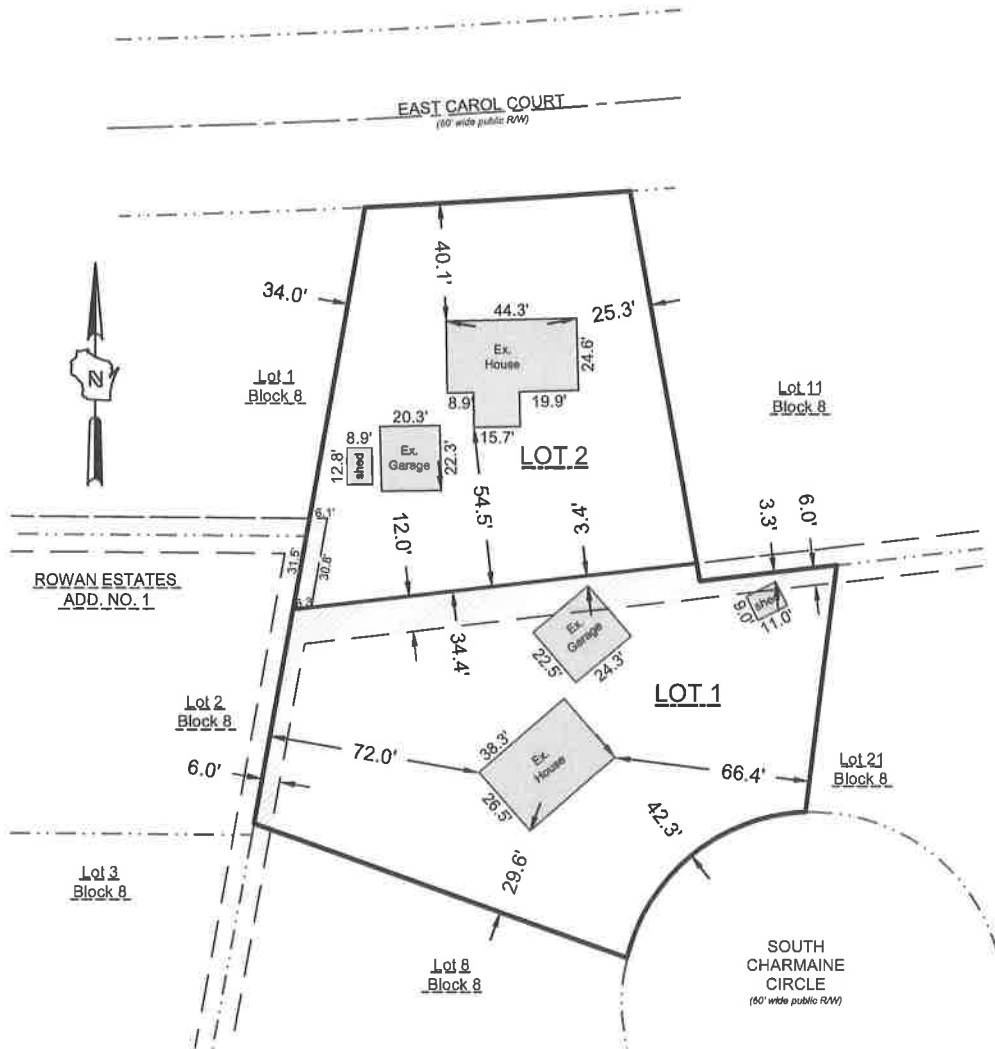 EAST CAROL COURT
(60' wide public R/W)
40.1'
34.0'
44.3'
25.3'
Ex.
House
24.6'
Lot 1
Block 8
N
8.9'
19.9'
Lot 11
Block 8
20.3'
15.7'
8.9'
12.8'
shed
Ex.
Garage
22.3'
LOT 2
54.5'
12.0'
3.4'
3.3'
6.0'
6.1'
31.5'
30.8'
6.3'
ROWAN ESTATES
ADD. NO. 1
shed
9.0'
11.0'
34.4'
Ex.
Garage
22.5'
24.3'
LOT 1
Lot 2
Block 8
6.0'
72.0'
38.3'
Ex.
House
26.5'
66.4'
Lot 21
Block 8
42.3'
29.6'
Lot 3
Block 8
Lot 8
Block 8
SOUTH
CHARMAINE
CIRCLE
(60' wide public R/W)